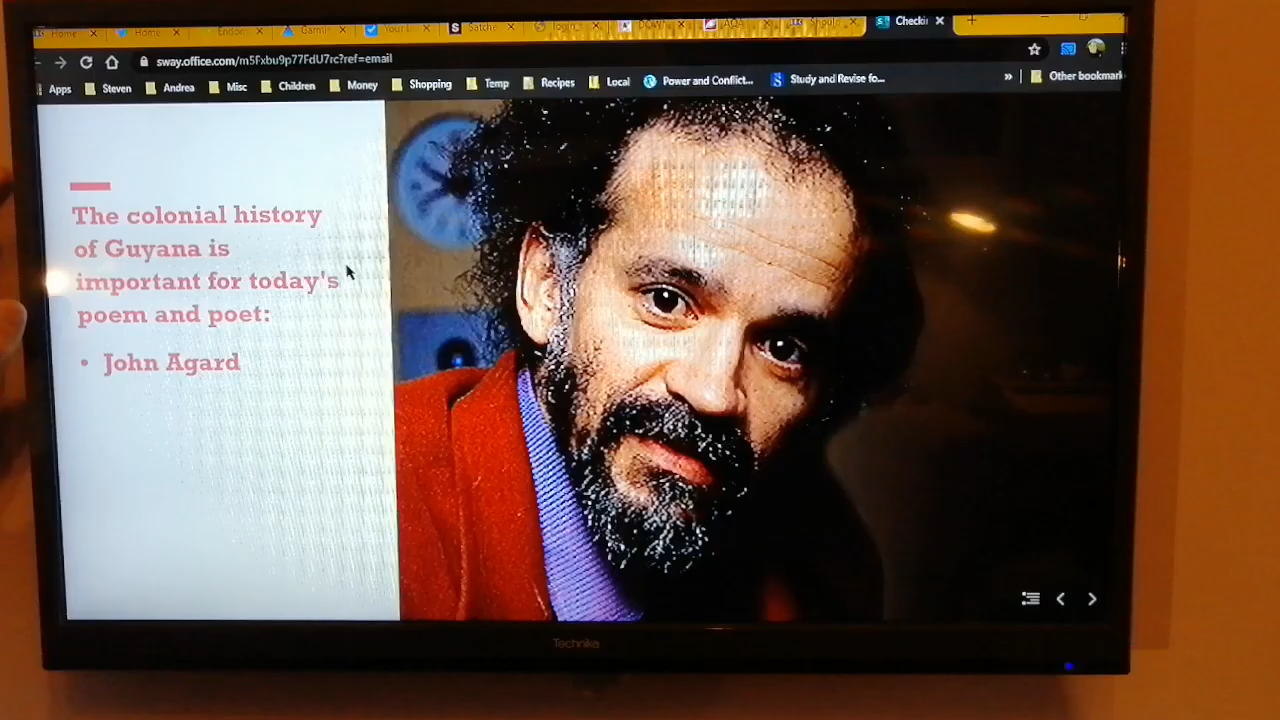 Home
Home
sway.office.com/m5Fxbu9p77FdU7rc?ref=email
Apps Steven Andrea Misc Children Money Shopping Temp Recipes Local Power and Conflict... Study and Revise fo... » Other bookmark
The colonial history
of Guyana is
important for today's
poem and poet:
• John Agard
Technika